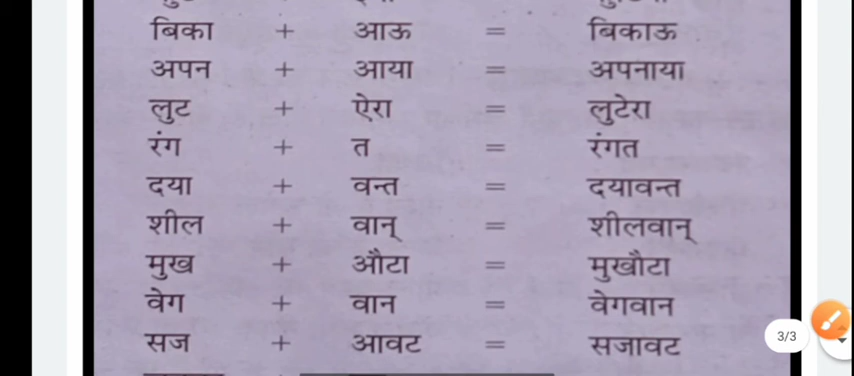 बिका + आऊ = बिकाऊ
अपन + आया = अपनाया
लुट + ऐरा = लुटेरा
रंग + त = रंगत
दया + वन्त = दयावन्त
शील + वान् = शीलवान्
मुख + औटा = मुखौटा
वेग + वान = वेगवान
सज + आवट = सजावट
3/3